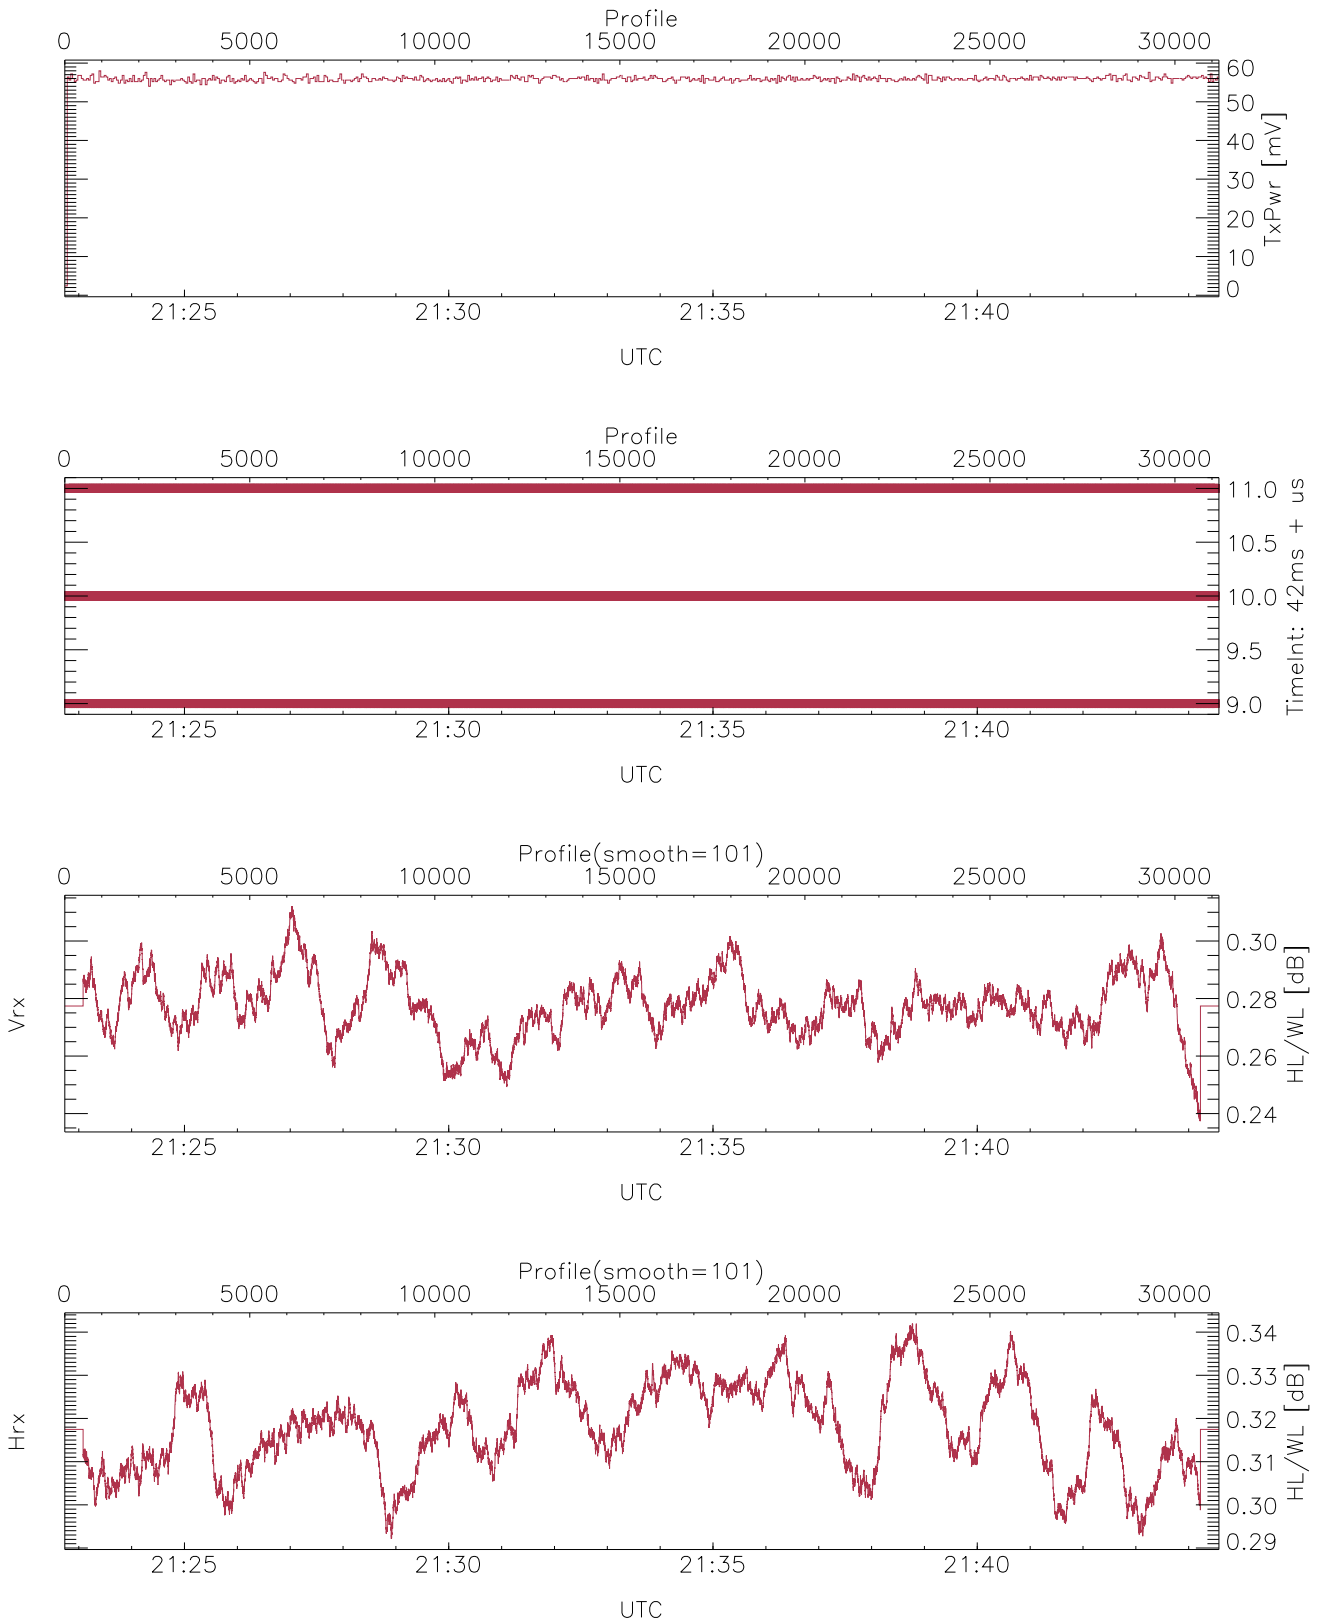 Profile
0 5000 10000 15000 20000 25000 30000
60
50
40
30
20
10
0
TxPwr [mV]
21:25 21:30 21:35 21:40
UTC
Profile
0 5000 10000 15000 20000 25000 30000
11.0
10.5
10.0
9.5
9.0
TimeInt: 42ms + us
21:25 21:30 21:35 21:40
UTC
Profile(smooth=101)
0 5000 10000 15000 20000 25000 30000
Vrx
0.30
0.28
0.26
0.24
HL/WL [dB]
21:25 21:30 21:35 21:40
UTC
Profile(smooth=101)
0 5000 10000 15000 20000 25000 30000
Hrx
0.34
0.33
0.32
0.31
0.30
0.29
HL/WL [dB]
21:25 21:30 21:35 21:40
UTC